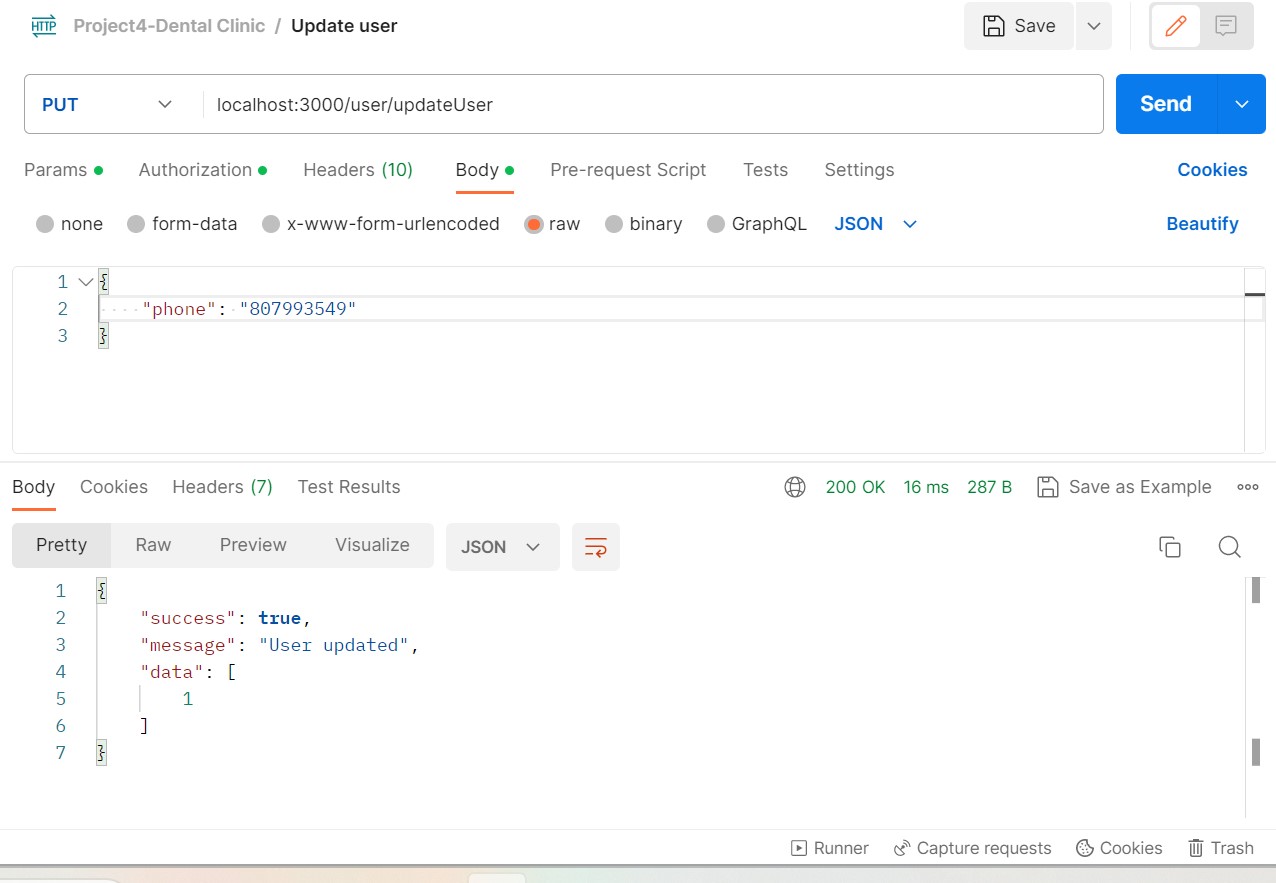 HTTP Project4-Dental Clinic / Update user Save
PUT localhost:3000/user/updateUser Send
Params Authorization Headers (10) Body Pre-request Script Tests Settings Cookies
none form-data x-www-form-urlencoded raw binary GraphQL JSON Beautify
1 {
2 "phone": "807993549"
3 }
Body Cookies Headers (7) Test Results 200 OK 16 ms 287 B Save as Example
Pretty Raw Preview Visualize JSON
1 {
2 "success": true,
3 "message": "User updated",
4 "data": [
5 1
6 ]
7 }
Runner Capture requests Cookies Trash